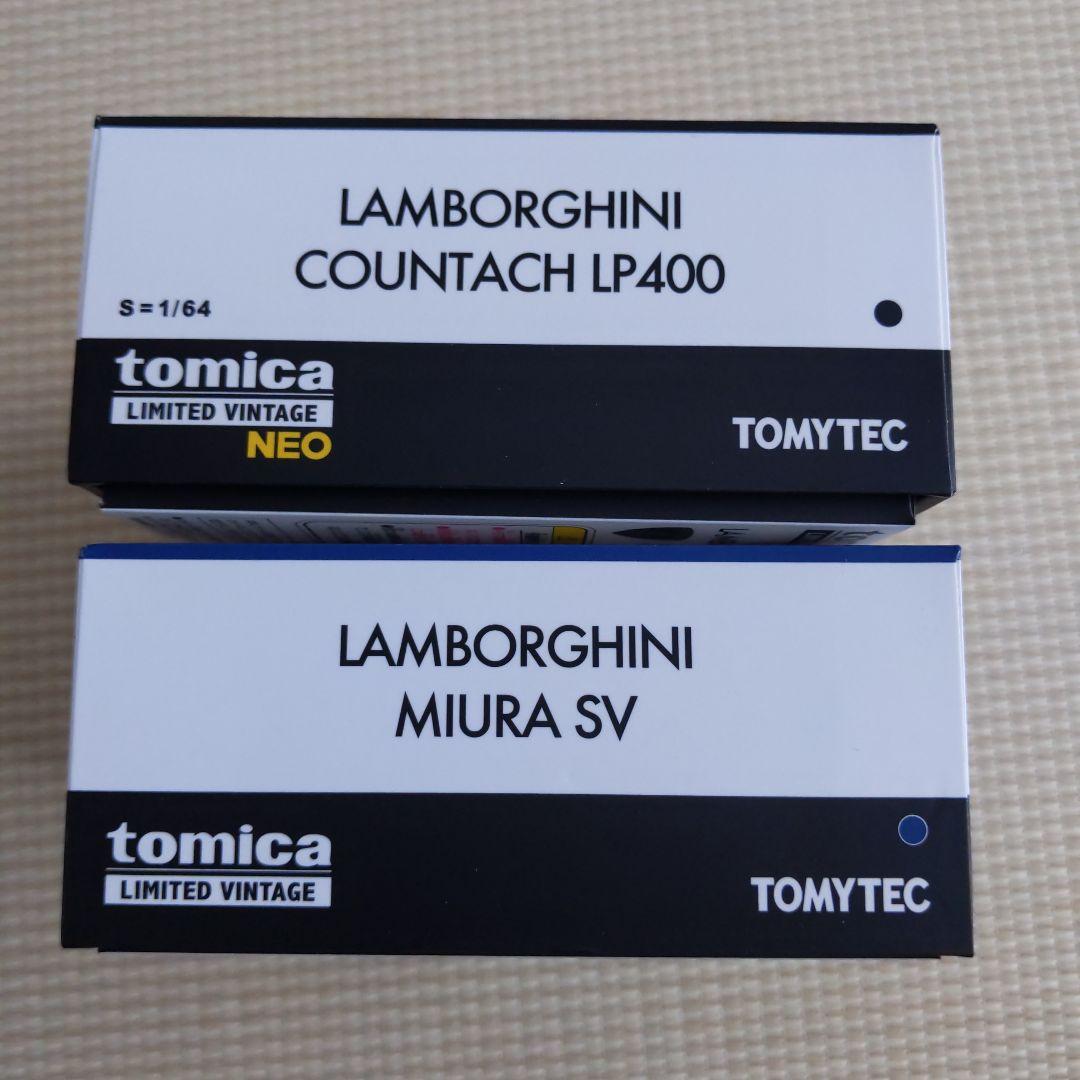 LAMBORGHINI
COUNTACH LP400
S=1/64
tomica
LIMITED VINTAGE
NEO
TOMYTEC
LAMBORGHINI
MIURA SV
tomica
LIMITED VINTAGE
TOMYTEC